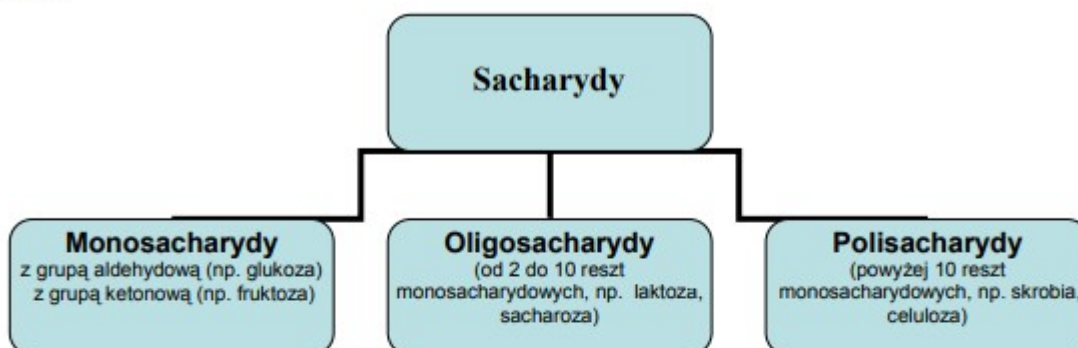 Sacharydy
Monosacharydy
z grupą aldehydową (np. glukoza)
z grupą ketonową (np. fruktoza)
Oligosacharydy
(od 2 do 10 reszt
monosacharydowych, np. laktoza,
sacharoza)
Polisacharydy
(powyżej 10 reszt
monosacharydowych, np. skrobia,
celuloza)